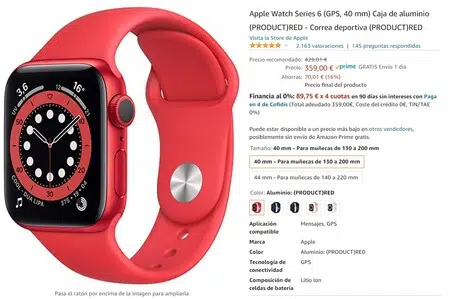 Apple Watch Series 6 (GPS, 40 mm) Caja de aluminio
(PRODUCT)RED - Correa deportiva (PRODUCT)RED
Visita la Store de Apple
2.163 valoraciones | 145 preguntas respondidas
Precio recomendado: 429,01 €
Precio: 359,00 € prime GRATIS Envío 1 día
Ahorras: 70,01 € (16%)
Precio final del producto
Financia al 0%: 89,75 € x 4 cuotas en 90 días sin intereses con Paga
en 4 de Cofidis (Total adeudado 359,00€, Coste del crédito 0€, TIN/TAE
0%)
Puede estar disponible a un precio más bajo en otros vendedores,
posiblemente sin envío de Amazon Prime gratis.
Tamaño: 40 mm - Para muñecas de 130 a 200 mm
40 mm - Para muñecas de 130 a 200 mm
44 mm - Para muñecas de 140 a 220 mm
Color: Aluminio: (PRODUCT)RED
Aplicación compatible Mensajes, GPS
Marca Apple
Color Aluminio: (PRODUCT)RED
Tecnología de conectividad GPS
Composición de celdas de batería Litio Ion
Pasa el ratón por encima de la imagen para ampliarla